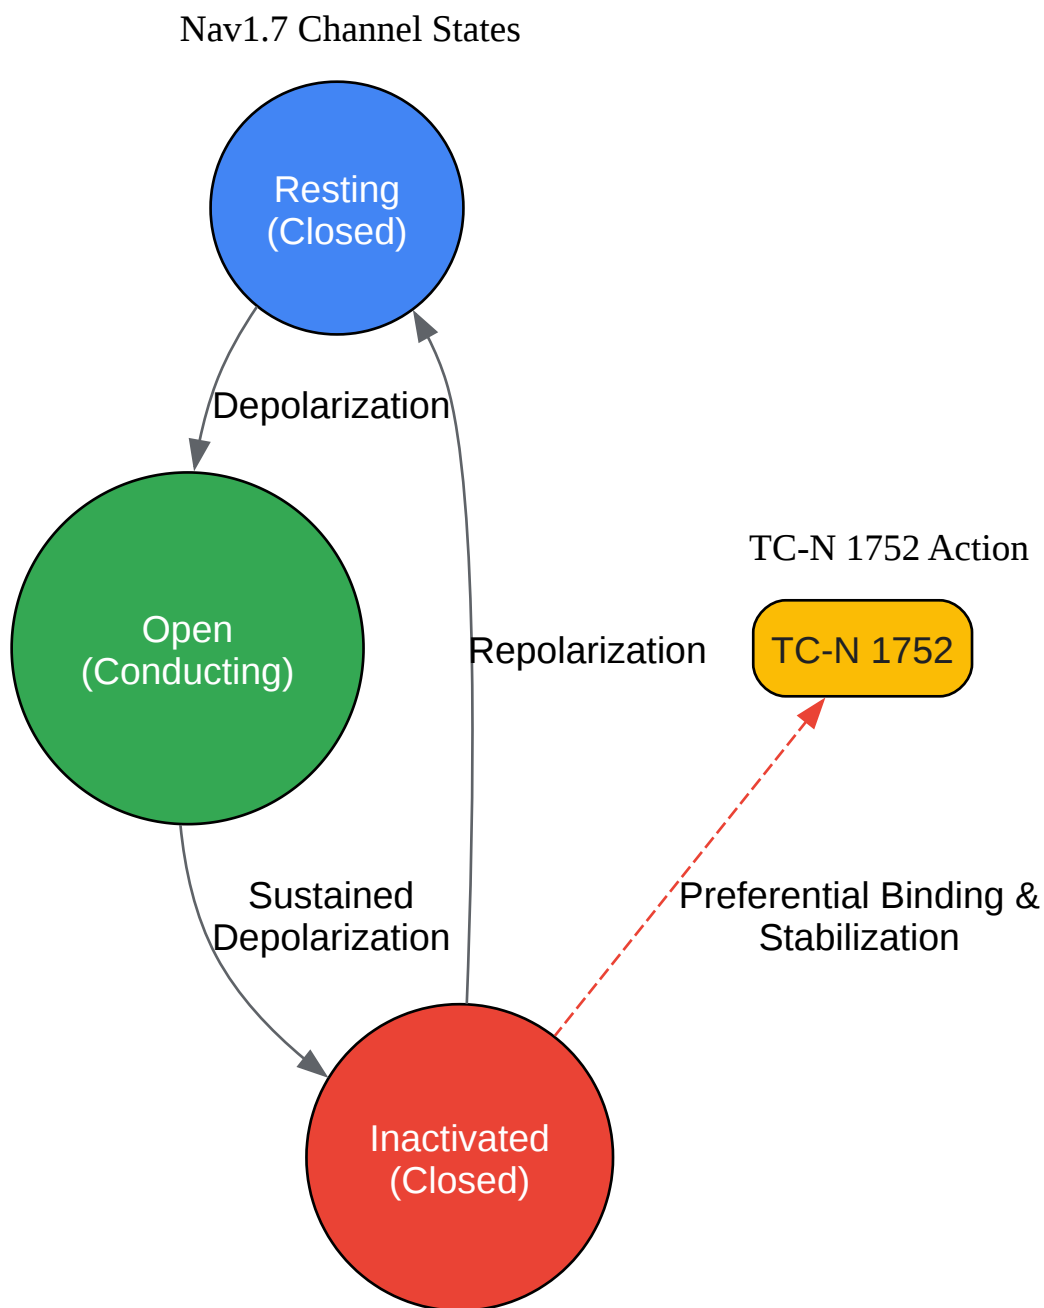 Nav1.7 Channel States
Resting
(Closed)
Depolarization
Open
(Conducting)
Repolarization
TC-N 1752 Action
TC-N 1752
Sustained
Depolarization
Preferential Binding &
Stabilization
Inactivated
(Closed)